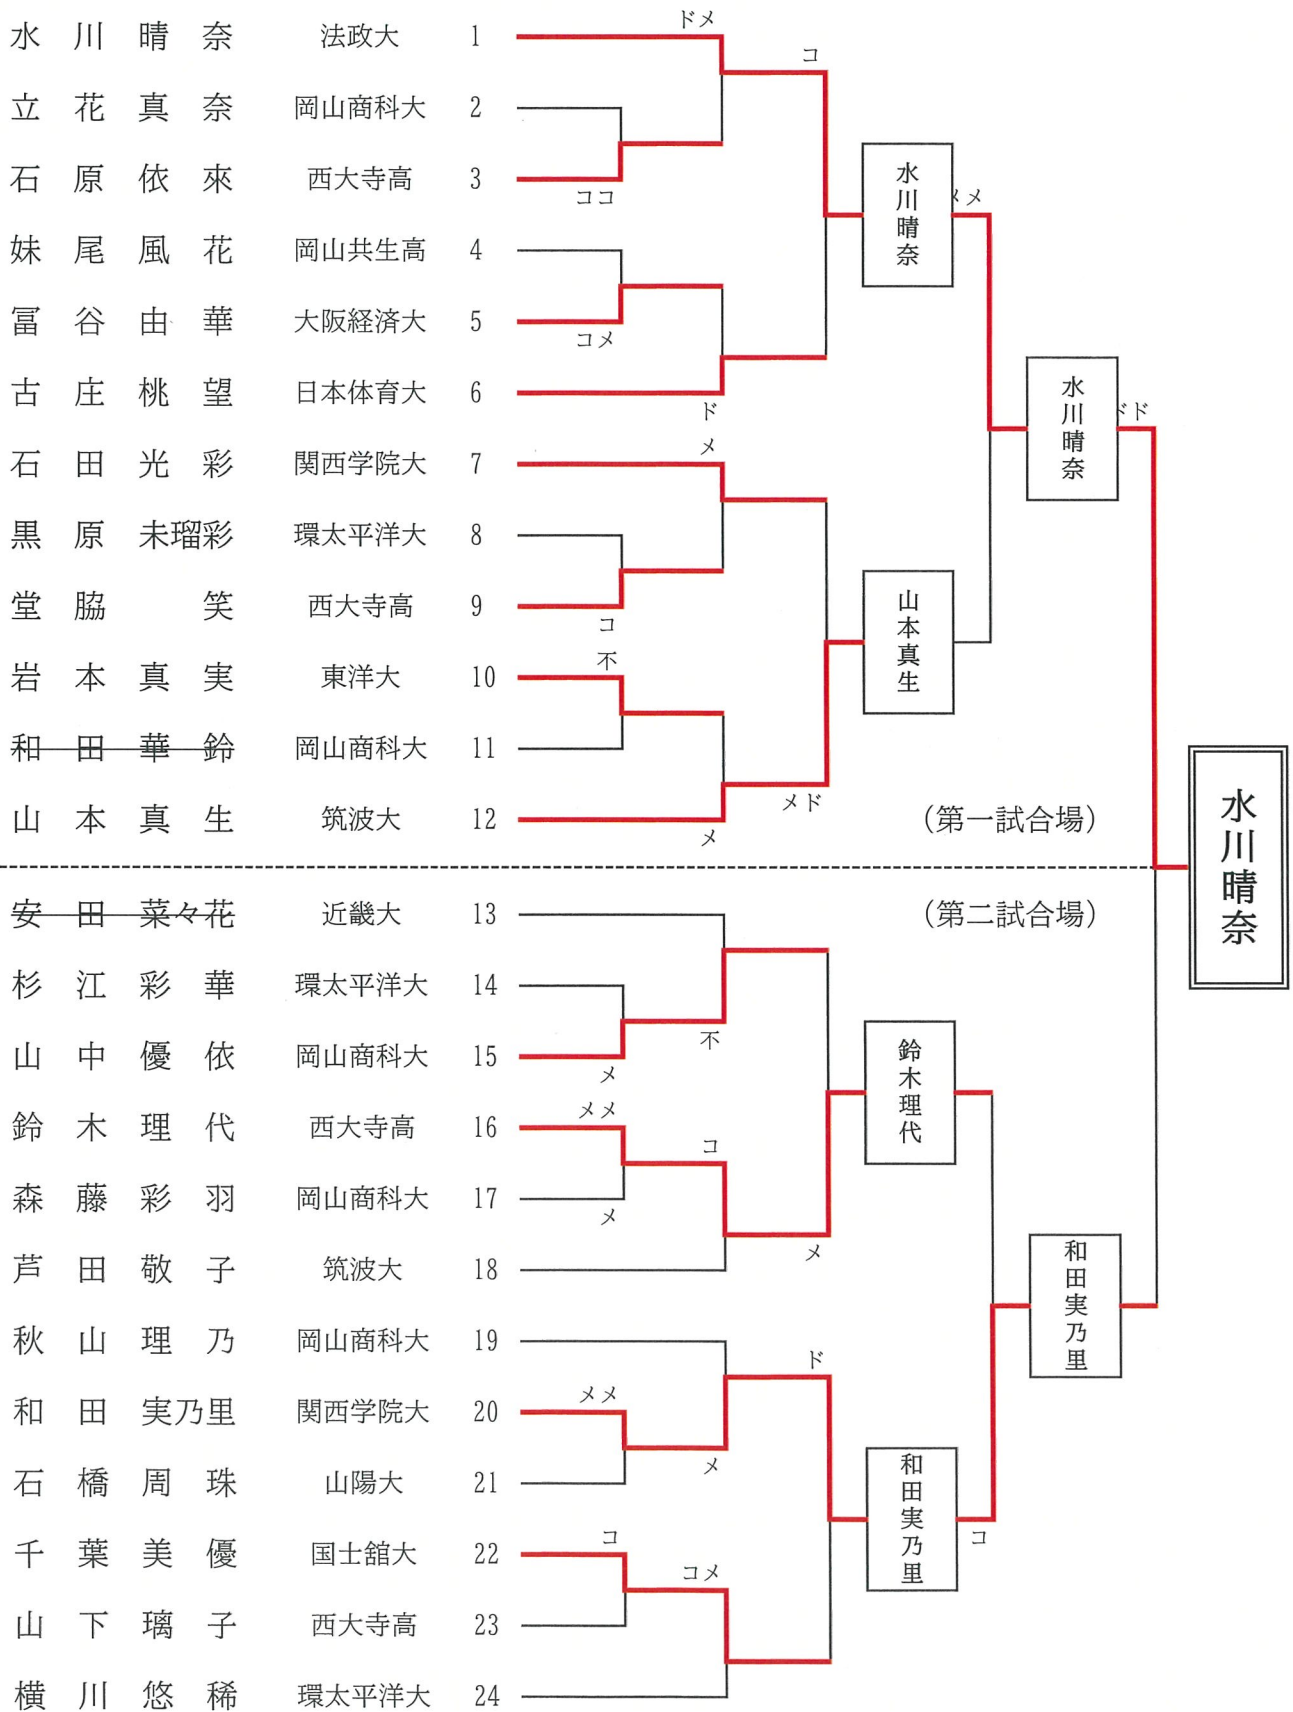 ドメ
水川晴奈 法政大 1
コ
立花真奈 岡山商科大 2
石原依來 西大寺高 3
ココ
水川晴奈
メメ
妹尾風花 岡山共生高 4
冨谷由華 大阪経済大 5
コメ
古庄桃望 日本体育大 6
ド
水川晴奈
ドド
メ
石田光彩 関西学院大 7
黒原未瑠彩 環太平洋大 8
堂脇笑 西大寺高 9
コ
山本真生
不
岩本真実 東洋大 10
和田華鈴 岡山商科大 11
メド
山本真生 筑波大 12
メ
(第一試合場)
水川晴奈
安田菜々花 近畿大 13
(第二試合場)
杉江彩華 環太平洋大 14
不
山中優依 岡山商科大 15
メ
鈴木理代
メメ
鈴木理代 西大寺高 16
コ
森藤彩羽 岡山商科大 17
メ
メ
芦田敬子 筑波大 18
秋山理乃 岡山商科大 19
ド
和田実乃里
メメ
和田実乃里 関西学院大 20
メ
石橋周珠 山陽大 21
和田実乃里
コ
コ
千葉美優 国士舘大 22
コメ
山下璃子 西大寺高 23
横川悠稀 環太平洋大 24